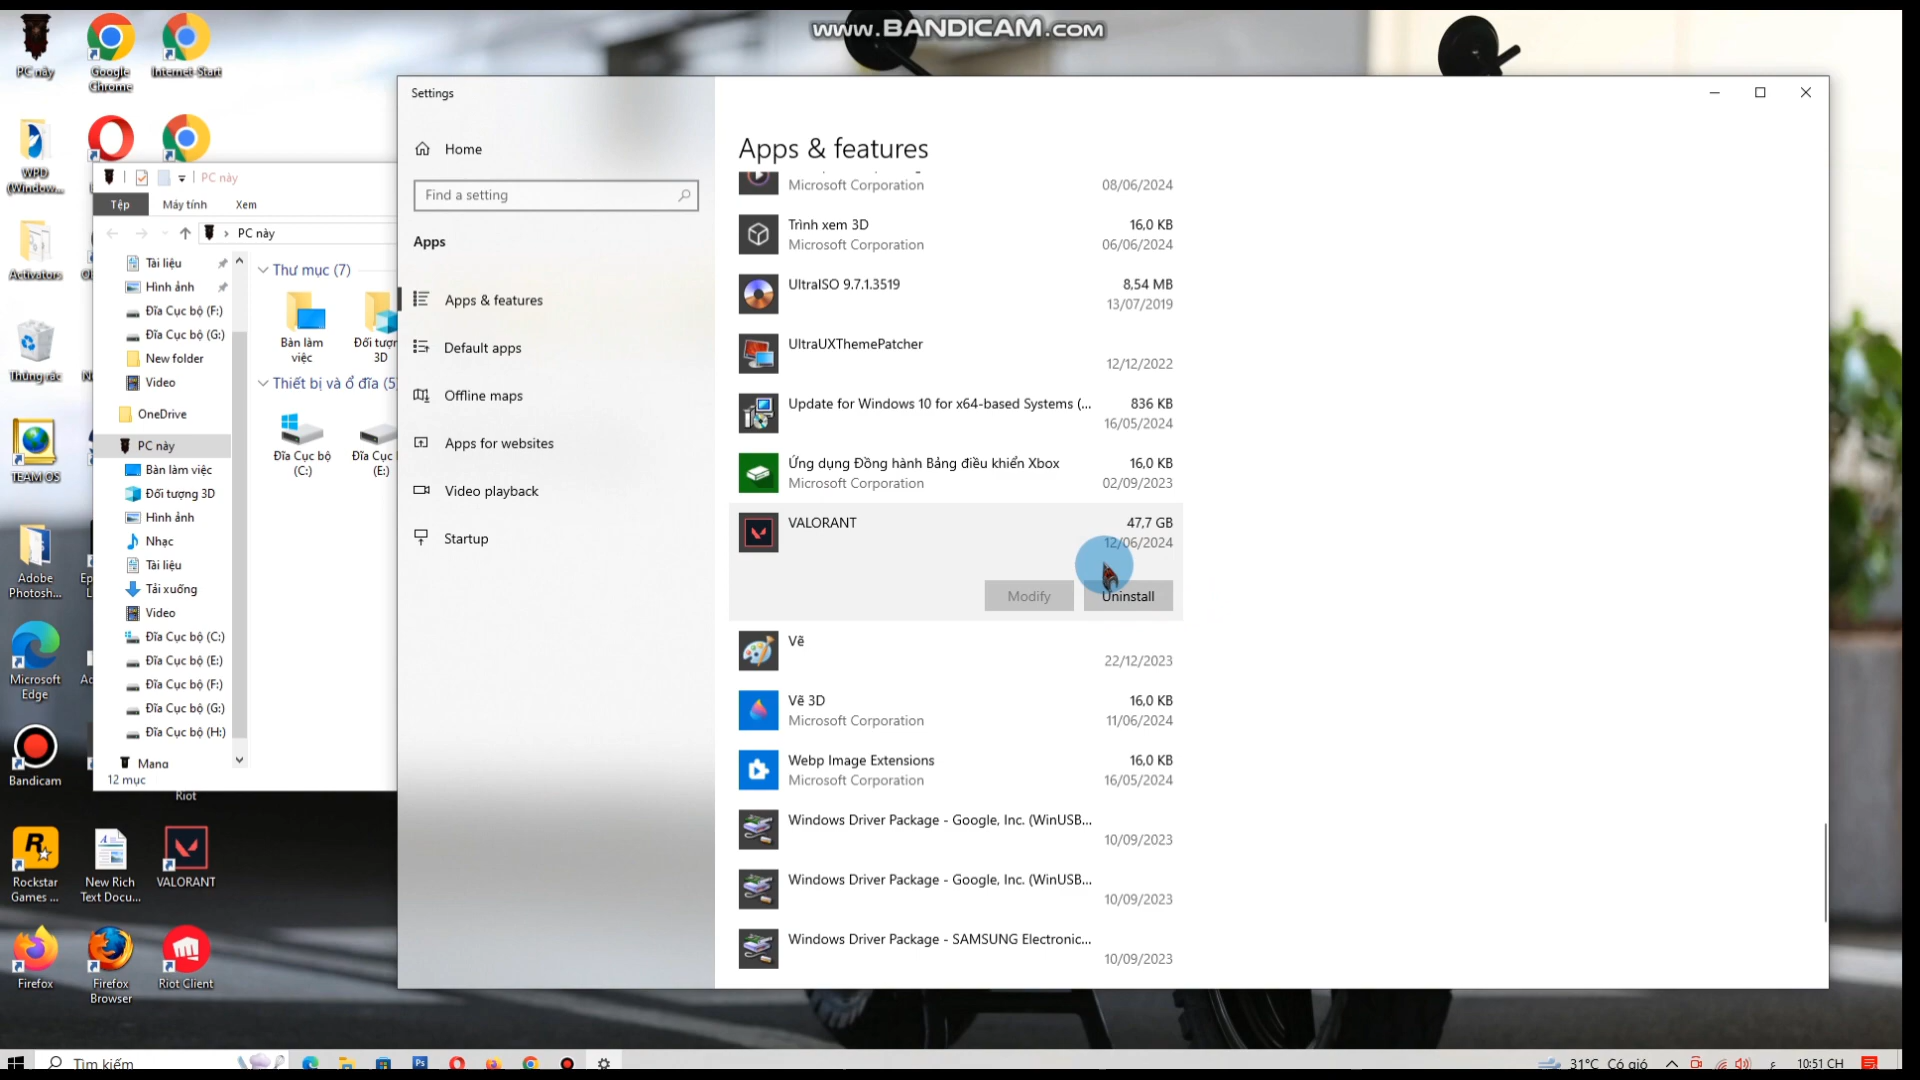 www.BANDICAM.com
PC này
Google
Chrome
Internet-Start
WPD
(Window...
Activators
Thùng rác
TEAM OS
Adobe
Photosh...
Microsoft
Edge
Bandicam
Riot
Rockstar
Games ...
New Rich
Text Docu...
VALORANT
Firefox
Firefox
Browser
Riot Client
PC này
Tệp
Máy tính
Xem
PC này
Tài liệu
Hình ảnh
Đĩa Cục bộ (F:)
Đĩa Cục bộ (G:)
New folder
Video
OneDrive
PC này
Bàn làm việc
Đối tượng 3D
Hình ảnh
Nhạc
Tài liệu
Tải xuống
Video
Đĩa Cục bộ (C:)
Đĩa Cục bộ (E:)
Đĩa Cục bộ (F:)
Đĩa Cục bộ (G:)
Đĩa Cục bộ (H:)
Mạng
12 mục
Thư mục (7)
Bàn làm
việc
Đối tượn
3D
Thiết bị và ổ đĩa (5
Đĩa Cục bộ
(C:)
Đĩa Cục
(E:)
Settings
Home
Find a setting
Apps
Apps & features
Default apps
Offline maps
Apps for websites
Video playback
Startup
Apps & features
Microsoft Corporation 08/06/2024
Trình xem 3D 16,0 KB
Microsoft Corporation 06/06/2024
UltraISO 9.7.1.3519 8,54 MB
13/07/2019
UltraUXThemePatcher
12/12/2022
Update for Windows 10 for x64-based Systems (... 836 KB
16/05/2024
Ứng dụng Đồng hành Bảng điều khiển Xbox 16,0 KB
Microsoft Corporation 02/09/2023
VALORANT 47,7 GB
12/06/2024
Modify Uninstall
Vẽ
22/12/2023
Vẽ 3D 16,0 KB
Microsoft Corporation 11/06/2024
Webp Image Extensions 16,0 KB
Microsoft Corporation 16/05/2024
Windows Driver Package - Google, Inc. (WinUSB...
10/09/2023
Windows Driver Package - Google, Inc. (WinUSB...
10/09/2023
Windows Driver Package - SAMSUNG Electronic...
10/09/2023
Tìm kiếm
31°C Có gió
10:51 CH